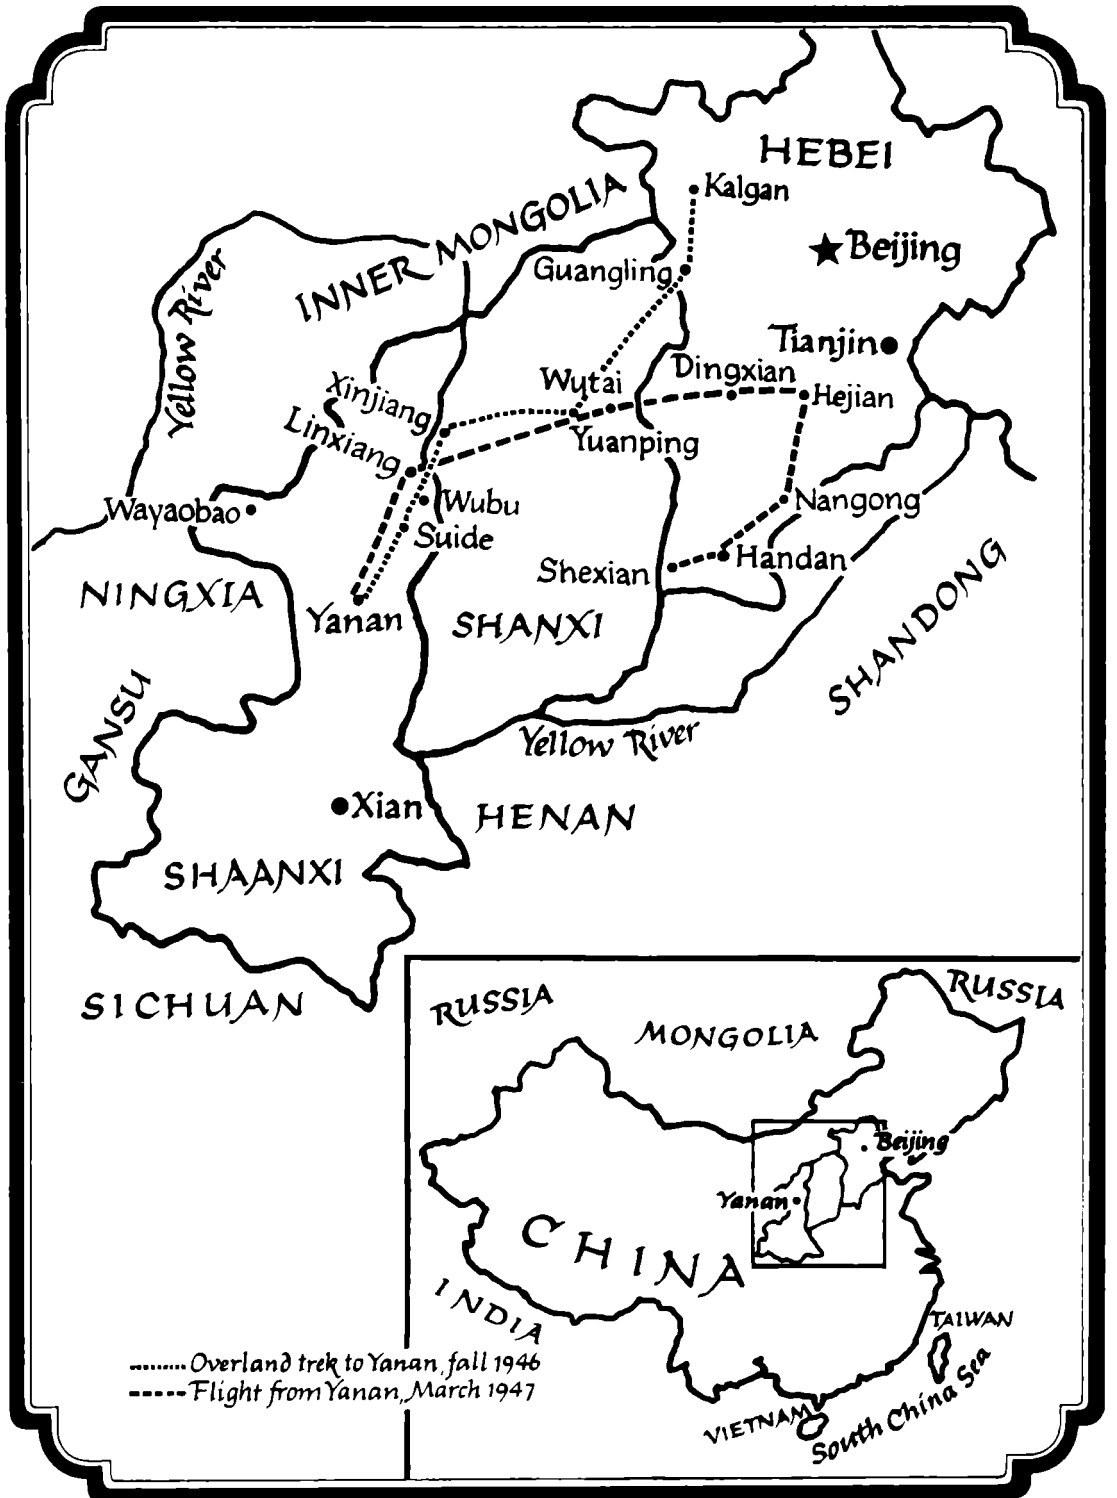 HEBEI
Kalgan
INNER MONGOLIA
Beijing
Guangling
Yellow River
Tianjin
Dingxian
Wutai
Xinjiang
Hejian
Linxiang
Yuanping
Wayaobao
Wubu
Nangong
Suide
Handan
Shexian
NINGXIA
Yanan
SHANXI
SHANDONG
GANSU
Yellow River
Xian
HENAN
SHAANXI
SICHUAN
RUSSIA
RUSSIA
MONGOLIA
Beijing
Yanan
CHINA
INDIA
TAIWAN
South China Sea
VIETNAM
Overland trek to Yanan, fall 1946
Flight from Yanan, March 1947